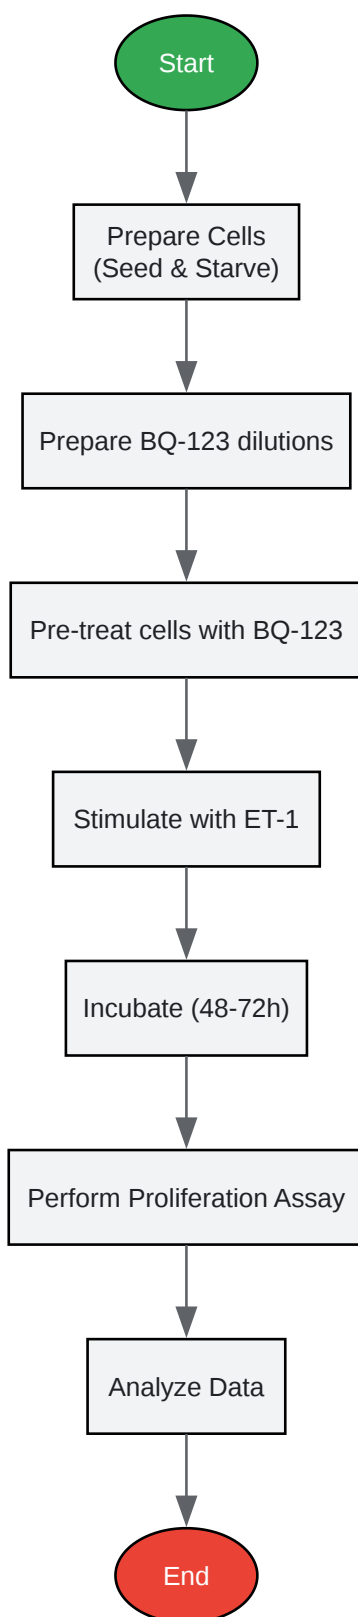 Start
Prepare Cells
(Seed & Starve)
Prepare BQ-123 dilutions
Pre-treat cells with BQ-123
Stimulate with ET-1
Incubate (48-72h)
Perform Proliferation Assay
Analyze Data
End